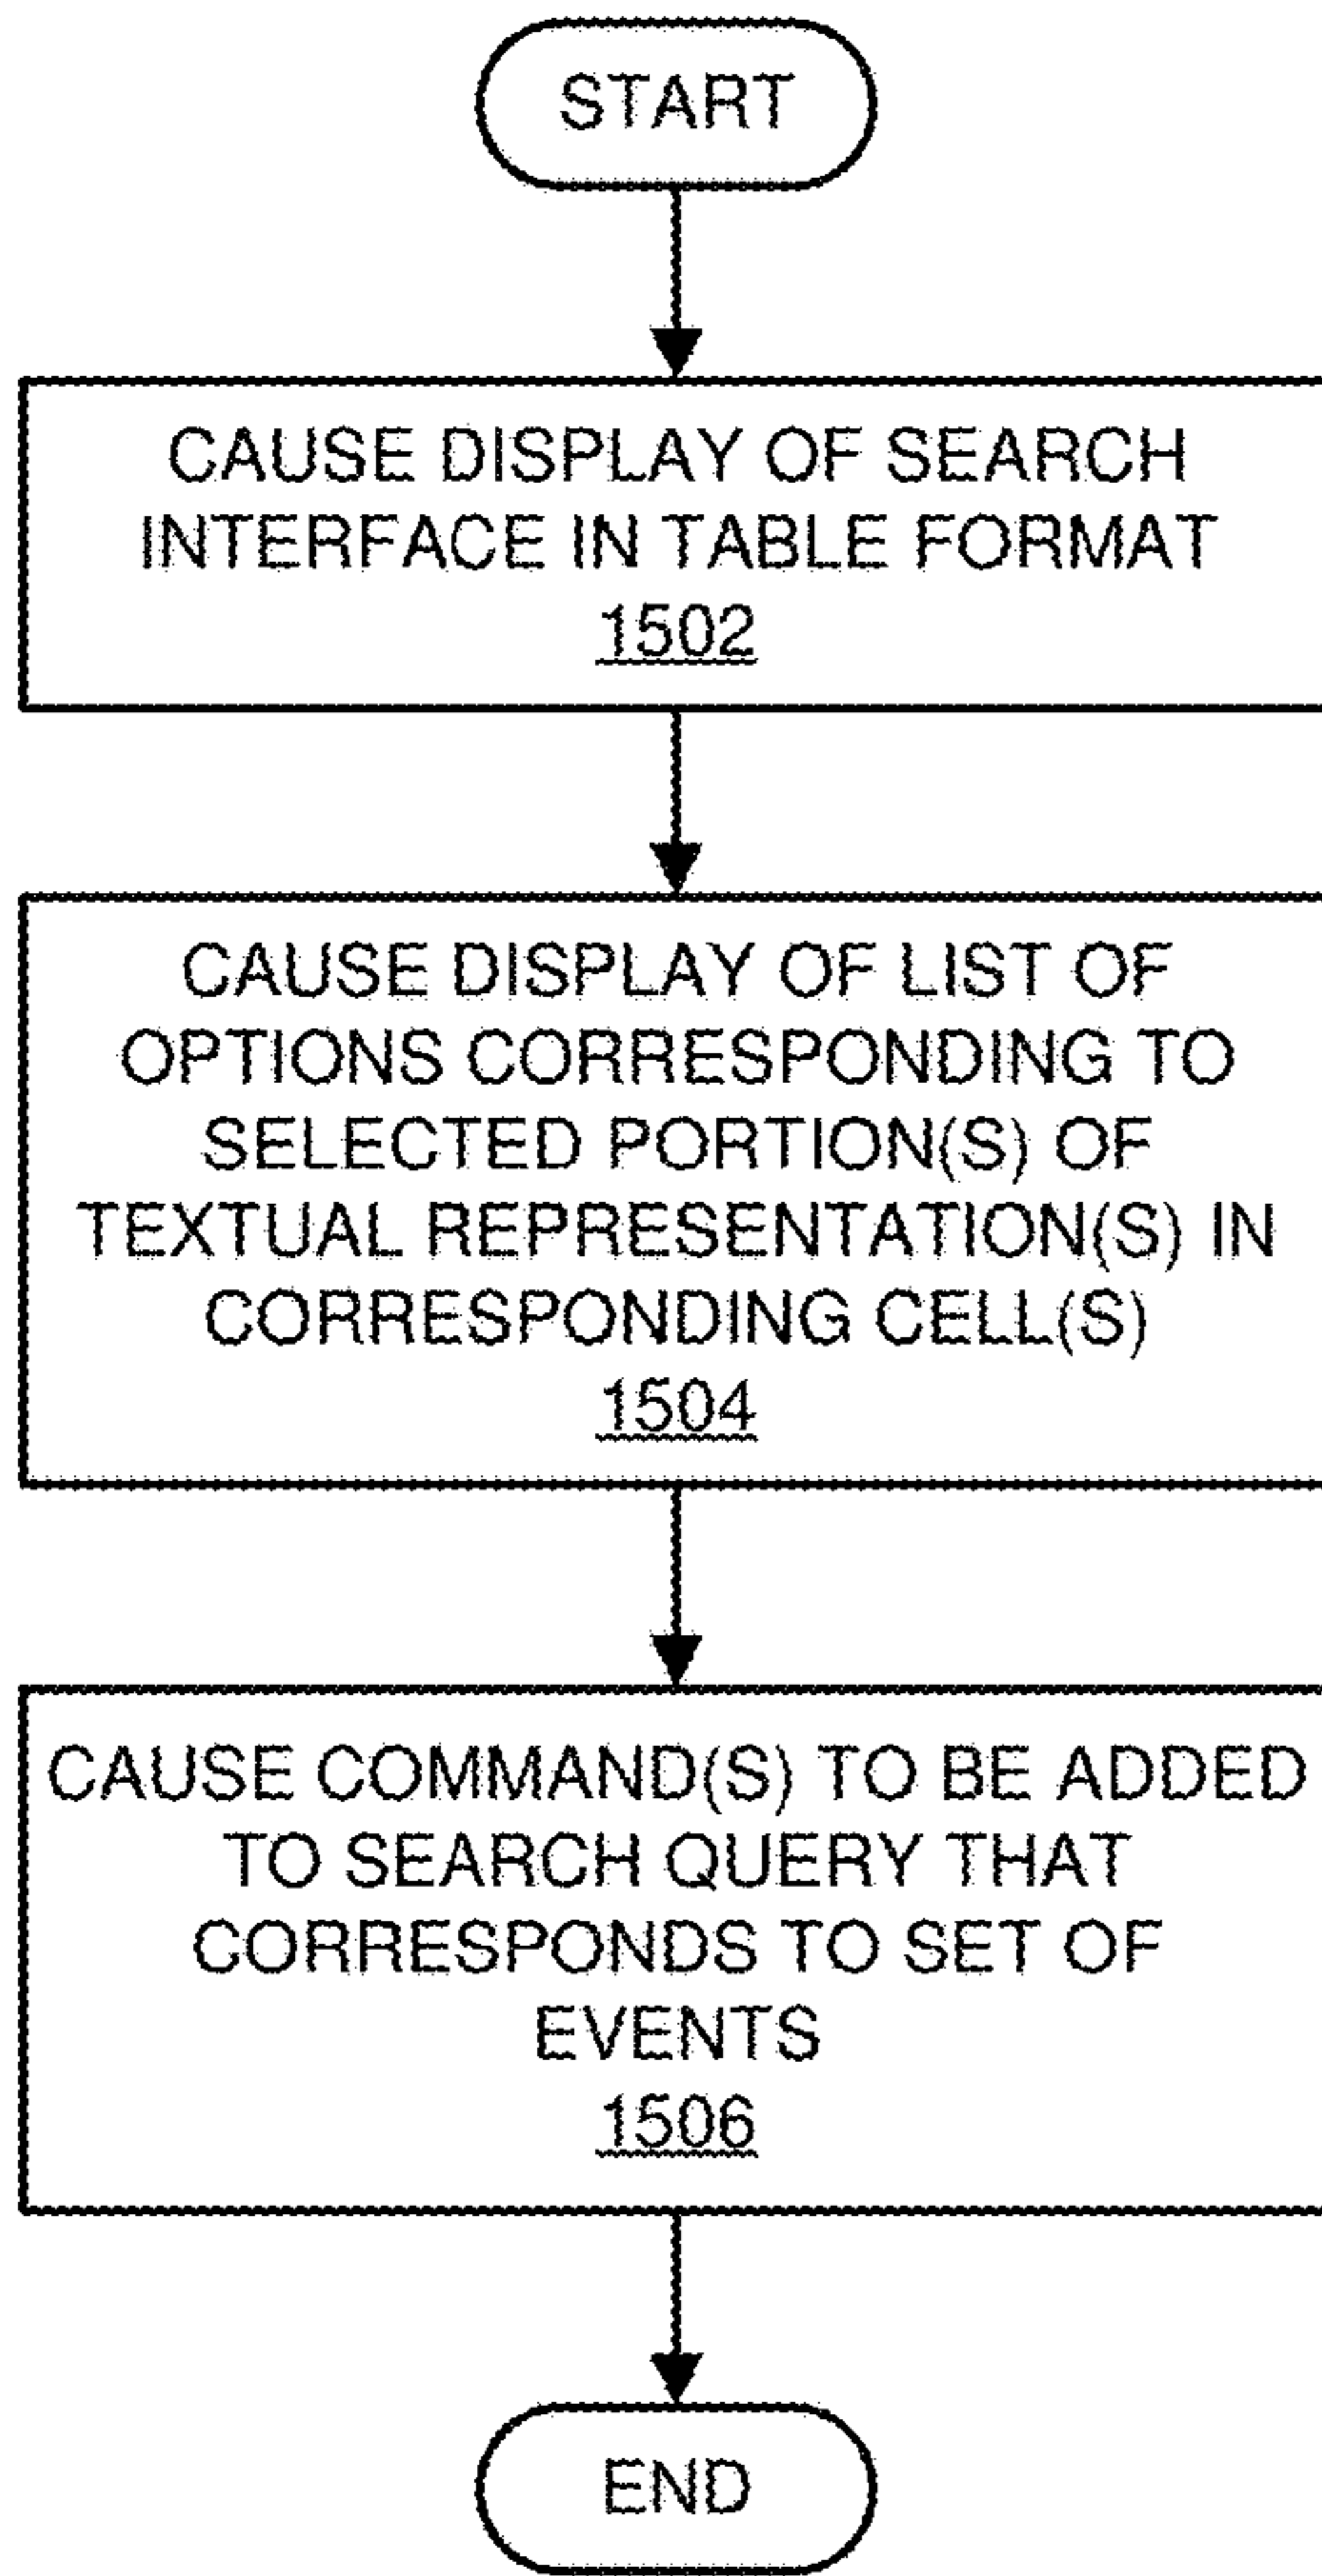 START
CAUSE DISPLAY OF SEARCH
INTERFACE IN TABLE FORMAT
1502
CAUSE DISPLAY OF LIST OF
OPTIONS CORRESPONDING TO
SELECTED PORTION(S) OF
TEXTUAL REPRESENTATION(S) IN
CORRESPONDING CELL(S)
1504
CAUSE COMMAND(S) TO BE ADDED
TO SEARCH QUERY THAT
CORRESPONDS TO SET OF
EVENTS
1506
END